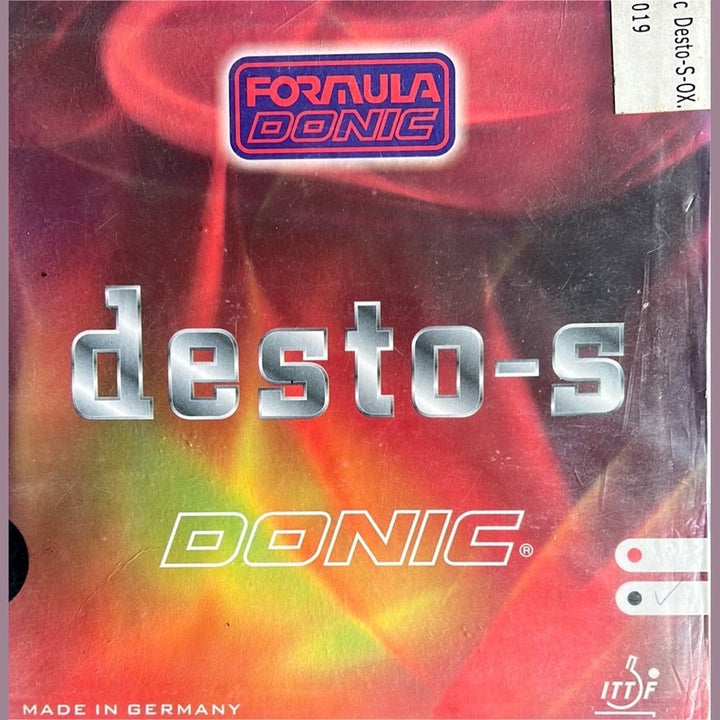 FORMULA
DONIC
c Desto-S-OX,
019
desto-s
DONIC®
MADE IN GERMANY
ITTF